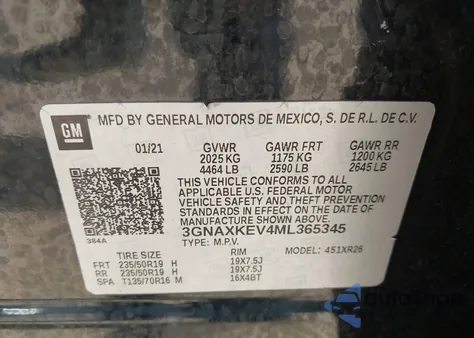 GM
MFD BY GENERAL MOTORS DE MEXICO, S. DE R.L. DE C.V.
01/21 GVWR GAWR FRT GAWR RR
2025 KG 1175 KG 1200 KG
4464 LB 2590 LB 2645 LB
THIS VEHICLE CONFORMS TO ALL
APPLICABLE U.S. FEDERAL MOTOR
VEHICLE SAFETY AND THEFT
PREVENTION STANDARDS IN EFFECT ON
THE DATE OF MANUFACTURE SHOWN ABOVE.
384A
3GNAXKEV4ML365345
TYPE: M.P.V. MODEL: 451XR26
TIRE SIZE RIM
FRT 235/50R19 H 19X7.5J
RR 235/50R19 H 19X7.5J
SPA T135/70R16 M 16X4BT